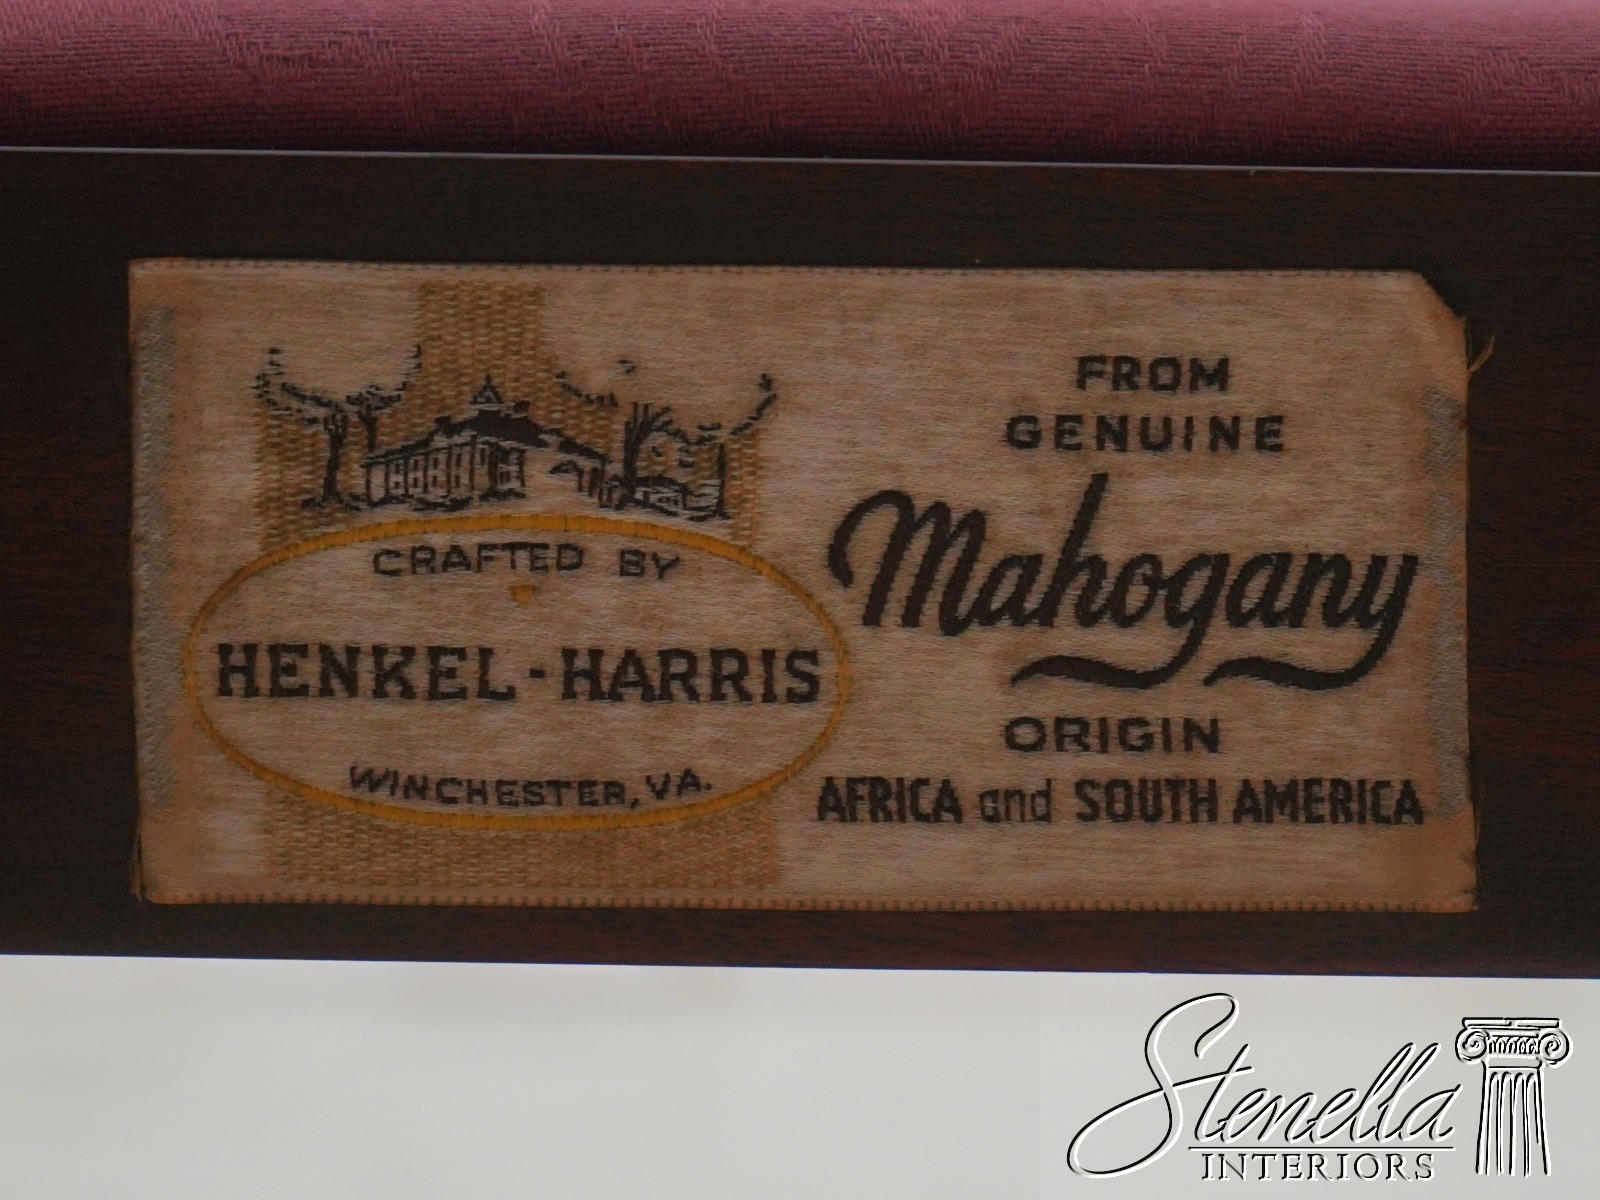 CRAFTED BY
HENKEL-HARRIS
WINCHESTER, VA.
FROM
GENUINE
Mahogany
ORIGIN
AFRICA and SOUTH AMERICA
Stenella
INTERIORS